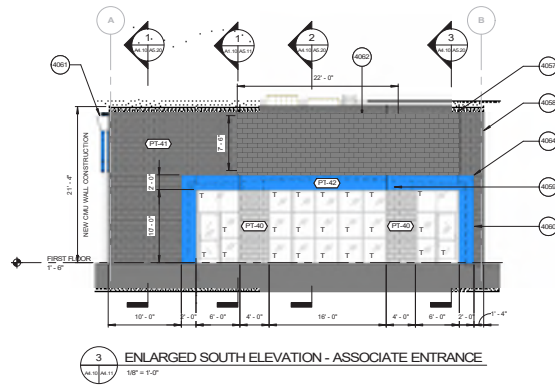 A
B
1
A4.10 A5.20
1
A4.10 A5.11
2
A4.10 A5.20
3
A4.10 A5.20
4061
4062
4057
22' - 0"
4058
PT-41
7' - 6"
4064
21' - 4"
NEW CMU WALL CONSTRUCTION
2' - 0"
PT-42
4059
T T T T T T T
10' - 0"
PT-40
PT-40
4060
FIRST FLOOR
1' - 6"
10' - 0"
2' - 0"
6' - 0"
4' - 0"
16' - 0"
4' - 0"
6' - 0"
2' - 0"
1' - 4"
3
A4.10 A4.11
ENLARGED SOUTH ELEVATION - ASSOCIATE ENTRANCE
1/8" = 1'-0"